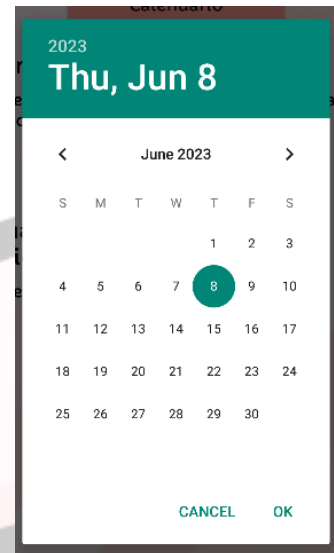 Calendario
2023
Thu, Jun 8
June 2023
S M T W T F S
1 2 3
4 5 6 7 8 9 10
11 12 13 14 15 16 17
18 19 20 21 22 23 24
25 26 27 28 29 30
CANCEL OK